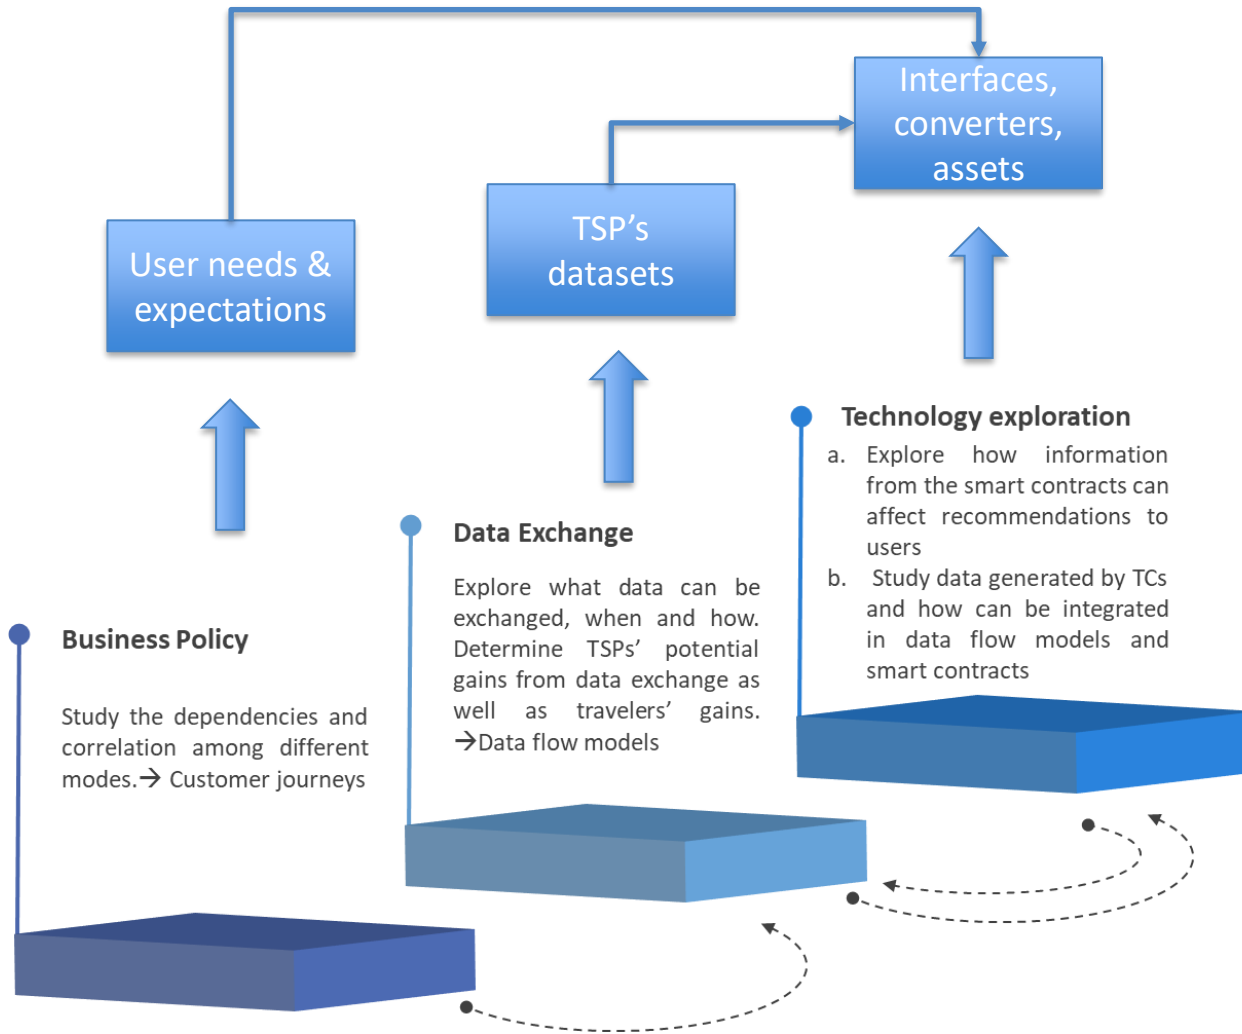 Interfaces,
converters,
assets
TSP's
datasets
User needs &
expectations
Technology exploration
a. Explore how information
from the smart contracts can
affect recommendations to
users
b. Study data generated by TCs
and how can be integrated
in data flow models and
smart contracts
Data Exchange
Explore what data can be
exchanged, when and how.
Determine TSPs' potential
gains from data exchange as
well as travelers' gains.
→Data flow models
Business Policy
Study the dependencies and
correlation among different
modes.→ Customer journeys